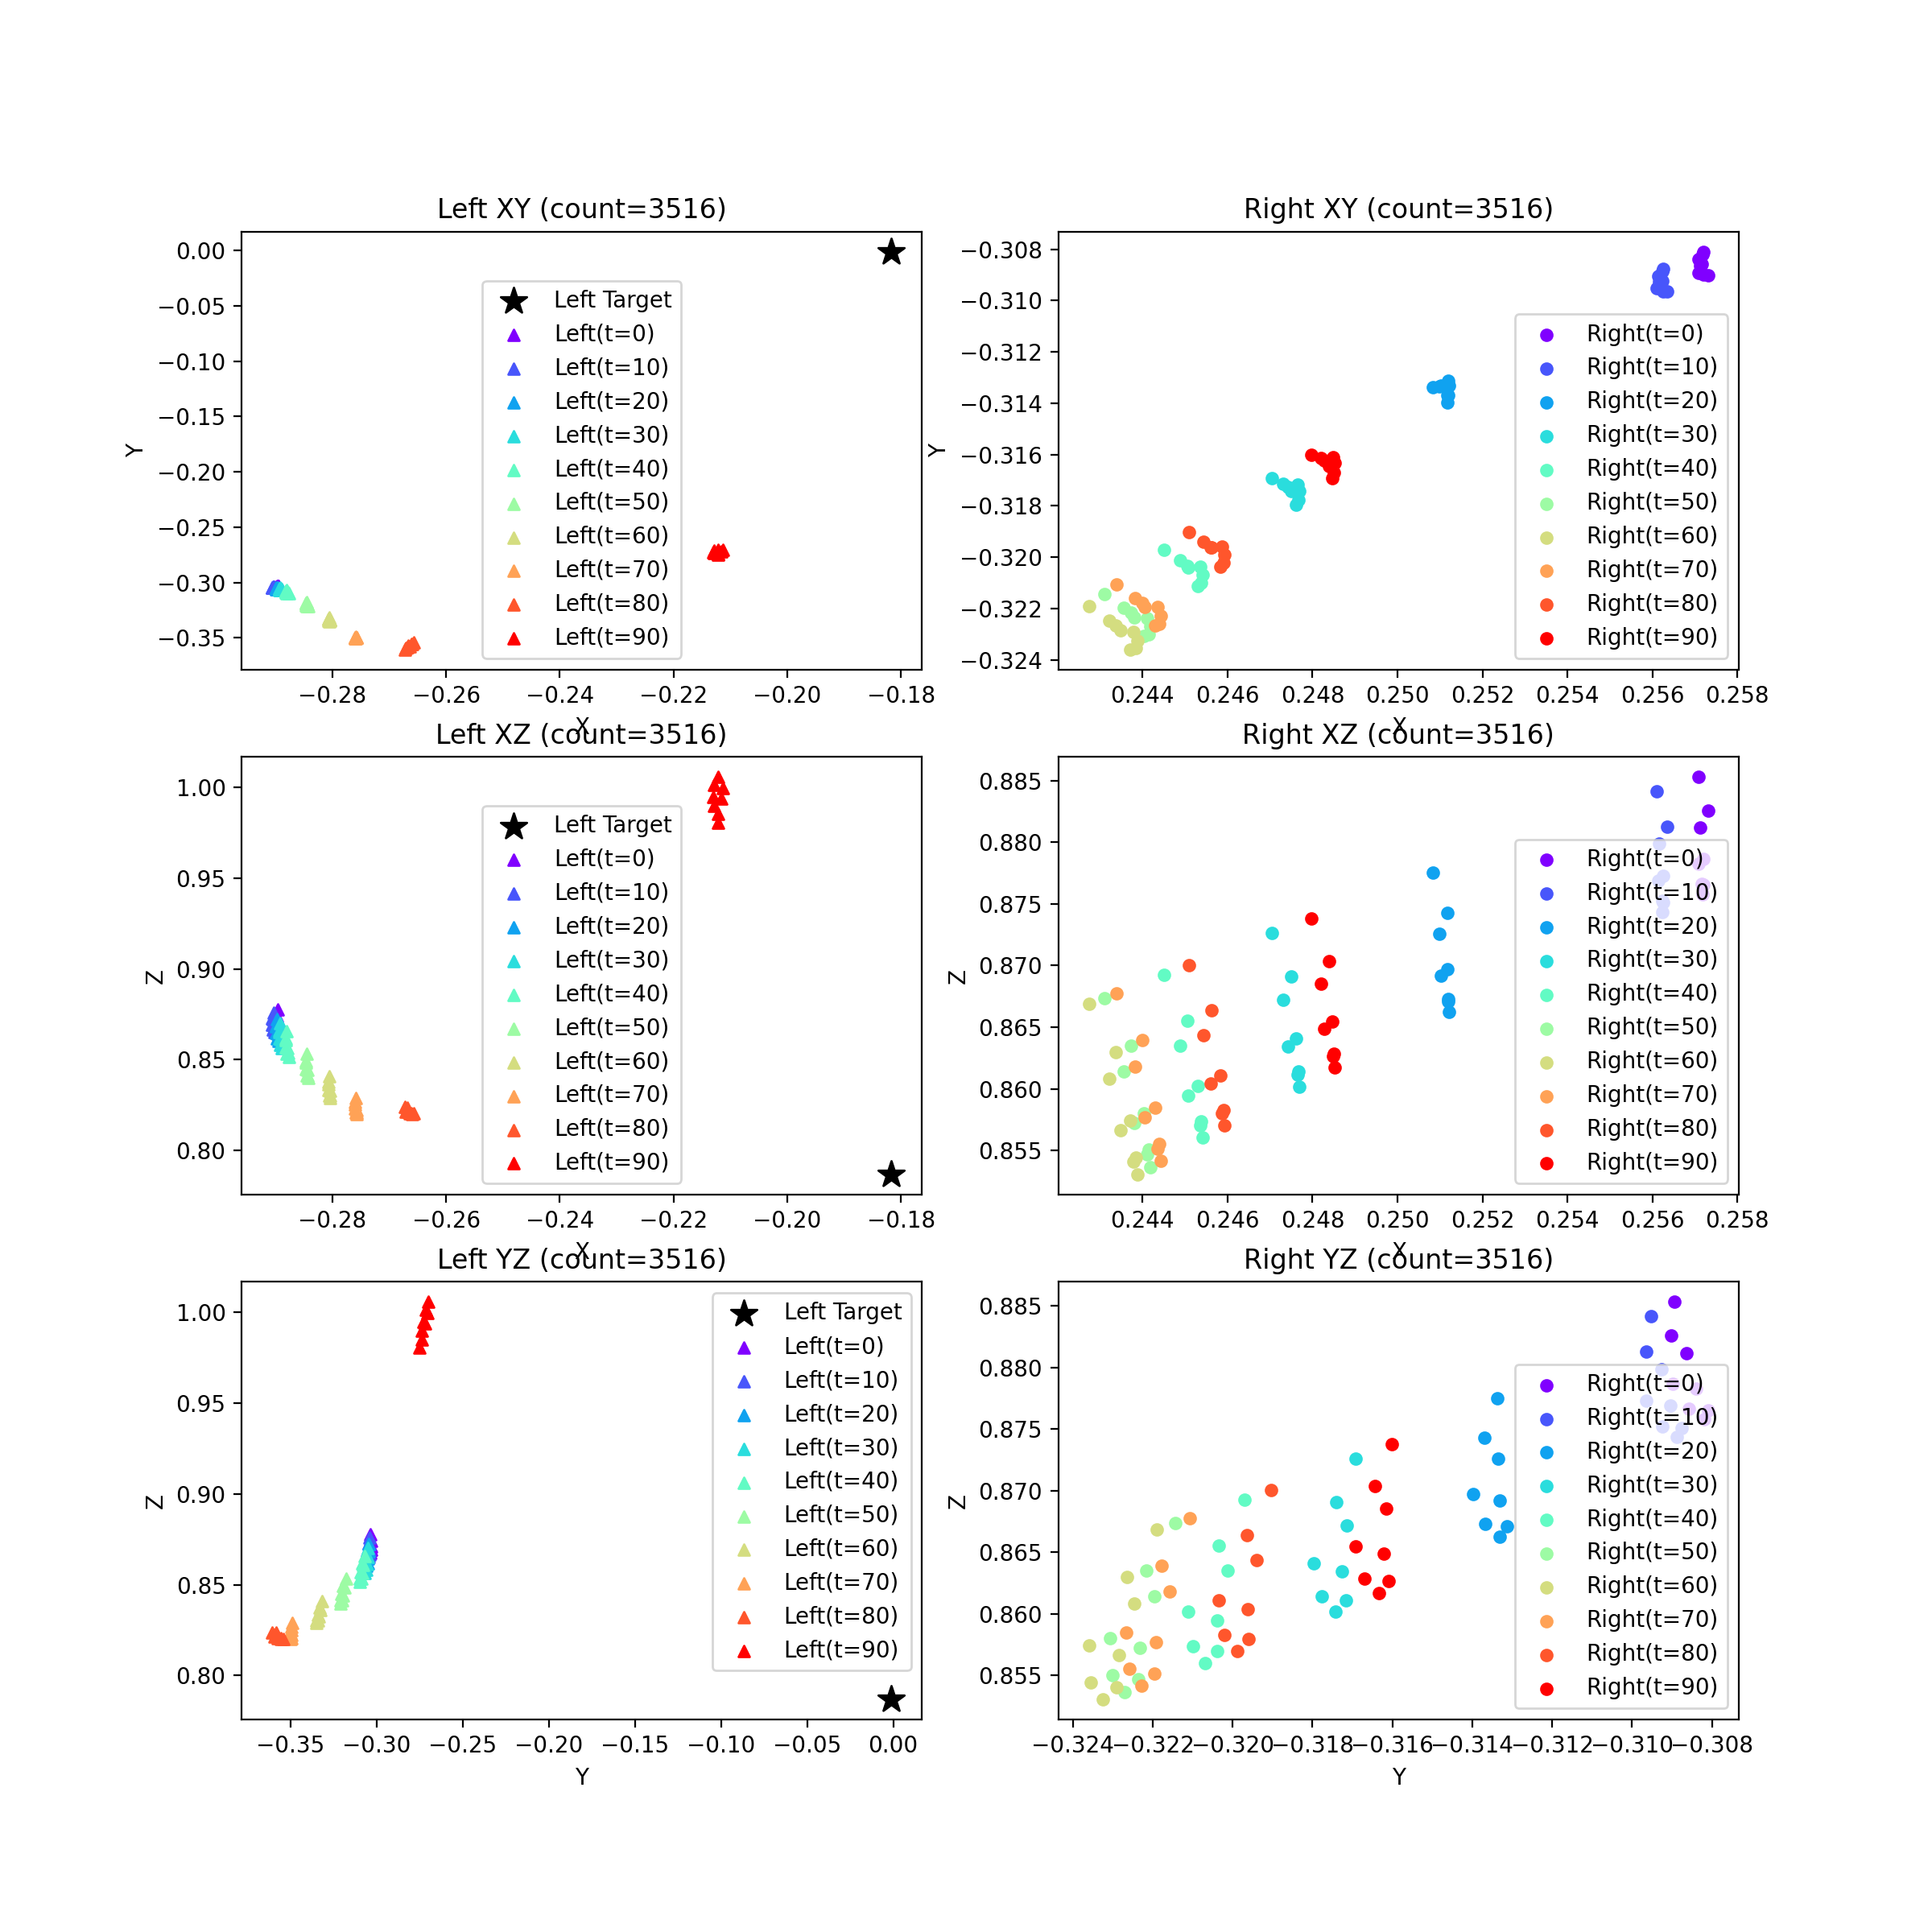 Left XY (count=3516)
0.00
−0.05
−0.10
−0.15
−0.20
−0.25
−0.30
−0.35
Y
Left Target
Left(t=0)
Left(t=10)
Left(t=20)
Left(t=30)
Left(t=40)
Left(t=50)
Left(t=60)
Left(t=70)
Left(t=80)
Left(t=90)
−0.28 −0.26 −0.24 −0.22 −0.20 −0.18
X
Right XY (count=3516)
−0.308
−0.310
−0.312
−0.314
−0.316
−0.318
−0.320
−0.322
−0.324
Y
Right(t=0)
Right(t=10)
Right(t=20)
Right(t=30)
Right(t=40)
Right(t=50)
Right(t=60)
Right(t=70)
Right(t=80)
Right(t=90)
0.244 0.246 0.248 0.250 0.252 0.254 0.256 0.258
X
Left XZ (count=3516)
1.00
0.95
0.90
0.85
0.80
Z
Left Target
Left(t=0)
Left(t=10)
Left(t=20)
Left(t=30)
Left(t=40)
Left(t=50)
Left(t=60)
Left(t=70)
Left(t=80)
Left(t=90)
−0.28 −0.26 −0.24 −0.22 −0.20 −0.18
X
Right XZ (count=3516)
0.885
0.880
0.875
0.870
0.865
0.860
0.855
Z
Right(t=0)
Right(t=10)
Right(t=20)
Right(t=30)
Right(t=40)
Right(t=50)
Right(t=60)
Right(t=70)
Right(t=80)
Right(t=90)
0.244 0.246 0.248 0.250 0.252 0.254 0.256 0.258
X
Left YZ (count=3516)
1.00
0.95
0.90
0.85
0.80
Z
Left Target
Left(t=0)
Left(t=10)
Left(t=20)
Left(t=30)
Left(t=40)
Left(t=50)
Left(t=60)
Left(t=70)
Left(t=80)
Left(t=90)
−0.35 −0.30 −0.25 −0.20 −0.15 −0.10 −0.05 0.00
Y
Right YZ (count=3516)
0.885
0.880
0.875
0.870
0.865
0.860
0.855
Z
Right(t=0)
Right(t=10)
Right(t=20)
Right(t=30)
Right(t=40)
Right(t=50)
Right(t=60)
Right(t=70)
Right(t=80)
Right(t=90)
−0.324 −0.322 −0.320 −0.318 −0.316 −0.314 −0.312 −0.310 −0.308
Y